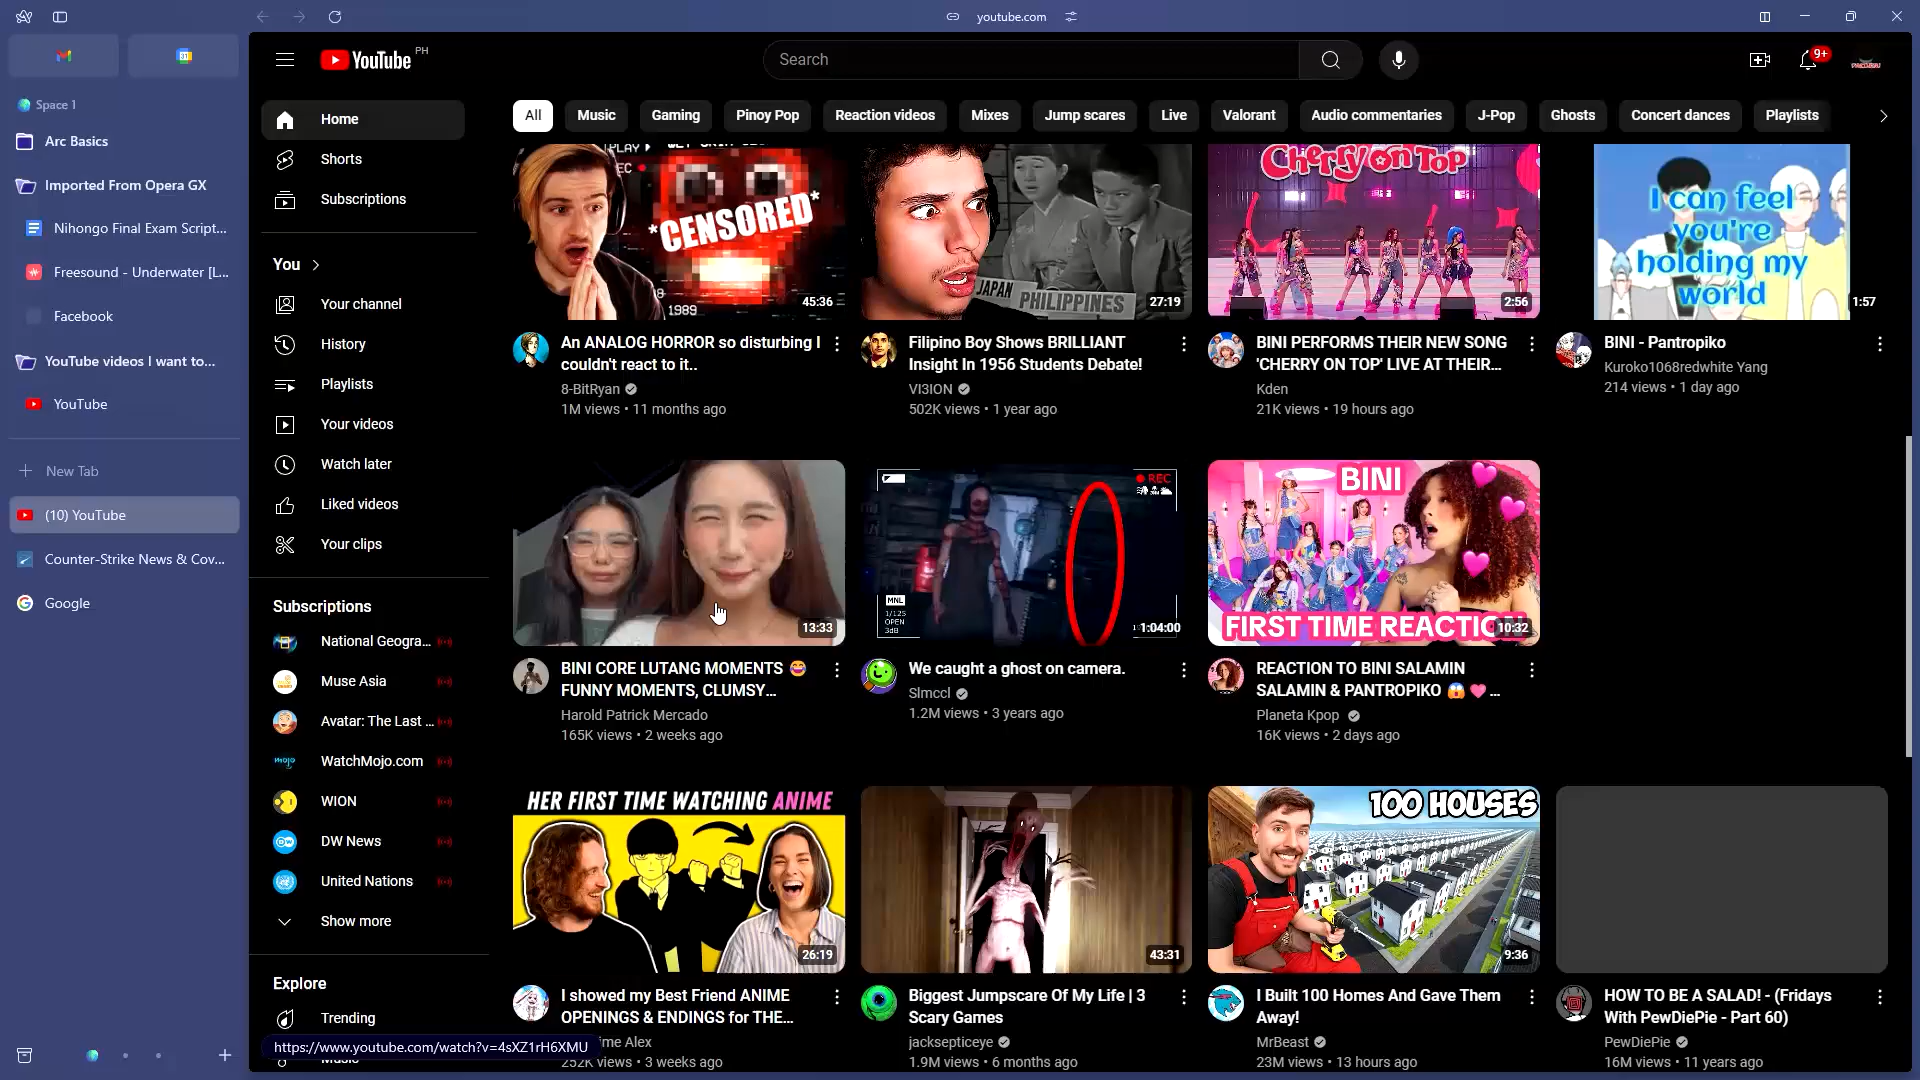 youtube.com
Space 1
Arc Basics
Imported From Opera GX
Nihongo Final Exam Script...
Freesound - Underwater [L...
Facebook
YouTube videos I want to...
YouTube
New Tab
(10) YouTube
Counter-Strike News & Cov...
Google
YouTube PH
Search
9+
Home
Shorts
Subscriptions
You
Your channel
History
Playlists
Your videos
Watch later
Liked videos
Your clips
Subscriptions
National Geogra...
Muse Asia
Avatar: The Last ...
WatchMojo.com
WION
DW News
United Nations
Show more
Explore
Trending
https://www.youtube.com/watch?v=4sXZ1rH6XMU
All
Music
Gaming
Pinoy Pop
Reaction videos
Mixes
Jump scares
Live
Valorant
Audio commentaries
J-Pop
Ghosts
Concert dances
Playlists
PLAY
*CENSORED*
1989
45:36
An ANALOG HORROR so disturbing I
couldn't react to it..
8-BitRyan
1M views • 11 months ago
JAPAN
PHILIPPINES
27:19
Filipino Boy Shows BRILLIANT
Insight In 1956 Students Debate!
VI3ION
502K views • 1 year ago
Cherry on Top
2:56
BINI PERFORMS THEIR NEW SONG
'CHERRY ON TOP' LIVE AT THEIR...
Kden
21K views • 19 hours ago
I can feel
you're
holding my
world
1:57
BINI - Pantropiko
Kuroko1068redwhite Yang
214 views • 1 day ago
13:33
BINI CORE LUTANG MOMENTS 😂
FUNNY MOMENTS, CLUMSY...
Harold Patrick Mercado
165K views • 2 weeks ago
REC
MNL
1/125
OPEN
3dB
1:04:00
We caught a ghost on camera.
Slmccl
1.2M views • 3 years ago
BINI
FIRST TIME REACTION
10:32
REACTION TO BINI SALAMIN
SALAMIN & PANTROPIKO 😱 💗 ...
Planeta Kpop
16K views • 2 days ago
HER FIRST TIME WATCHING ANIME
26:19
I showed my Best Friend ANIME
OPENINGS & ENDINGS for THE...
me Alex
252K views • 3 weeks ago
43:31
Biggest Jumpscare Of My Life | 3
Scary Games
jacksepticeye
1.9M views • 6 months ago
100 HOUSES
9:36
I Built 100 Homes And Gave Them
Away!
MrBeast
23M views • 13 hours ago
HOW TO BE A SALAD! - (Fridays
With PewDiePie - Part 60)
PewDiePie
16M views • 11 years ago